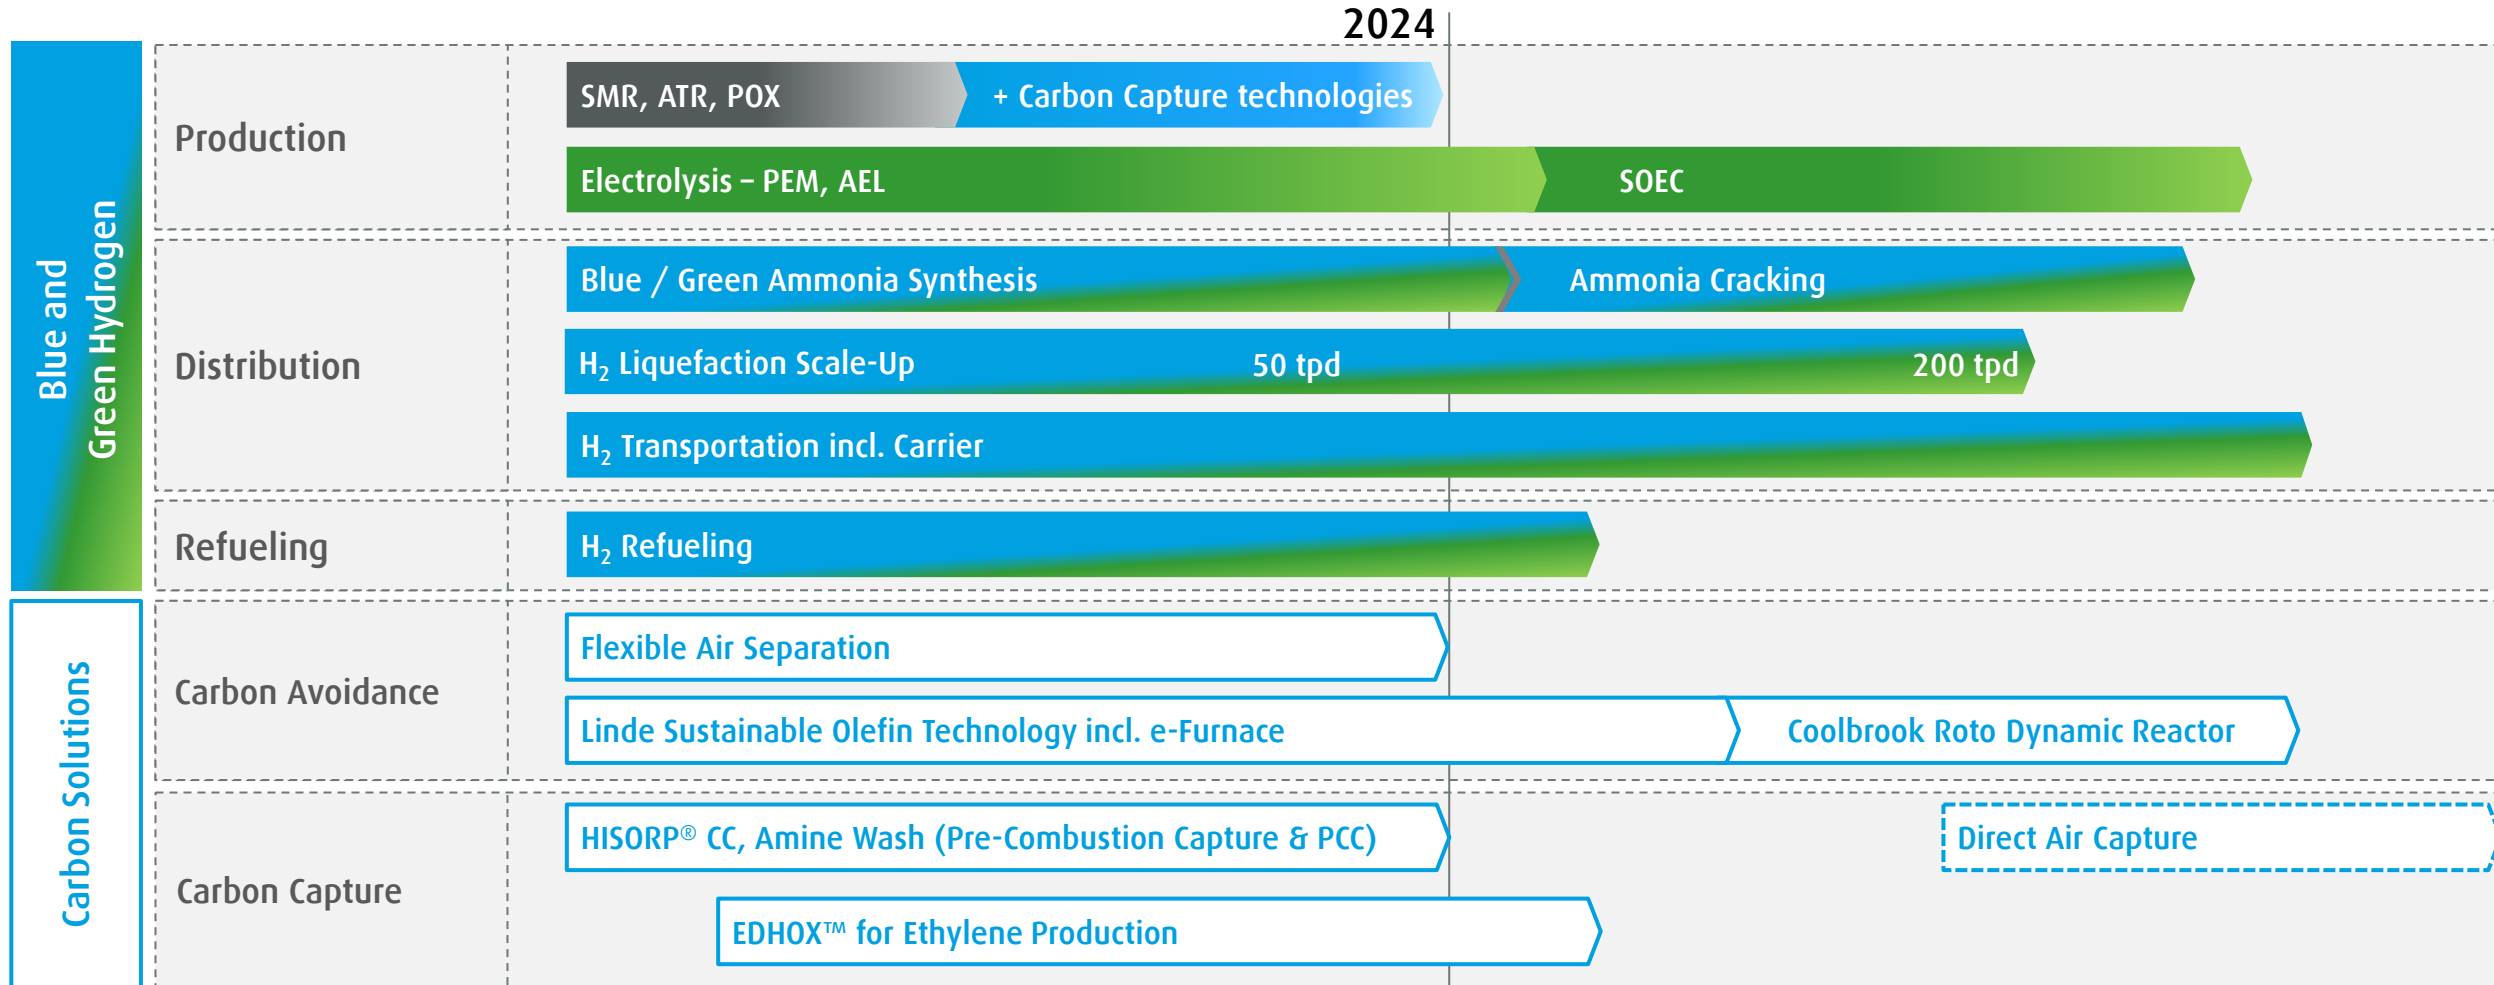 2024
Blue and
Green Hydrogen
Production
SMR, ATR, POX
+ Carbon Capture technologies
Electrolysis – PEM, AEL
SOEC
Distribution
Blue / Green Ammonia Synthesis
Ammonia Cracking
H₂ Liquefaction Scale-Up
50 tpd
200 tpd
H₂ Transportation incl. Carrier
Refueling
H₂ Refueling
Carbon Solutions
Carbon Avoidance
Flexible Air Separation
Linde Sustainable Olefin Technology incl. e-Furnace
Coolbrook Roto Dynamic Reactor
Carbon Capture
HISORP® CC, Amine Wash (Pre-Combustion Capture & PCC)
Direct Air Capture
EDHOX™ for Ethylene Production